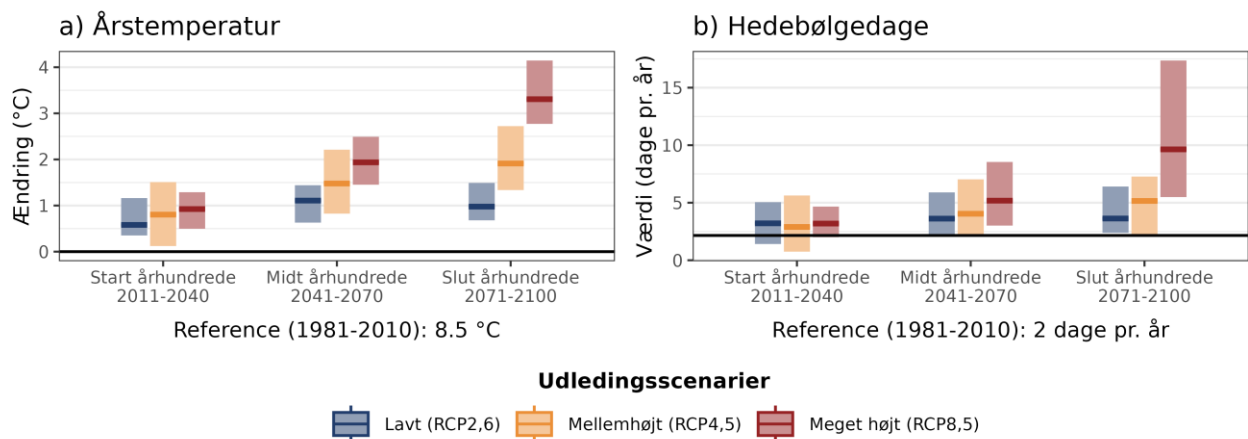 a) Årstemperatur
Ændring (°C)
4
3
2
1
0
Start århundrede
2011-2040
Midt århundrede
2041-2070
Slut århundrede
2071-2100
Reference (1981-2010): 8.5 °C
b) Hedebølgedage
Værdi (dage pr. år)
15
10
5
0
Start århundrede
2011-2040
Midt århundrede
2041-2070
Slut århundrede
2071-2100
Reference (1981-2010): 2 dage pr. år
Udledingsscenarier
Lavt (RCP2,6)
Mellemhøjt (RCP4,5)
Meget højt (RCP8,5)